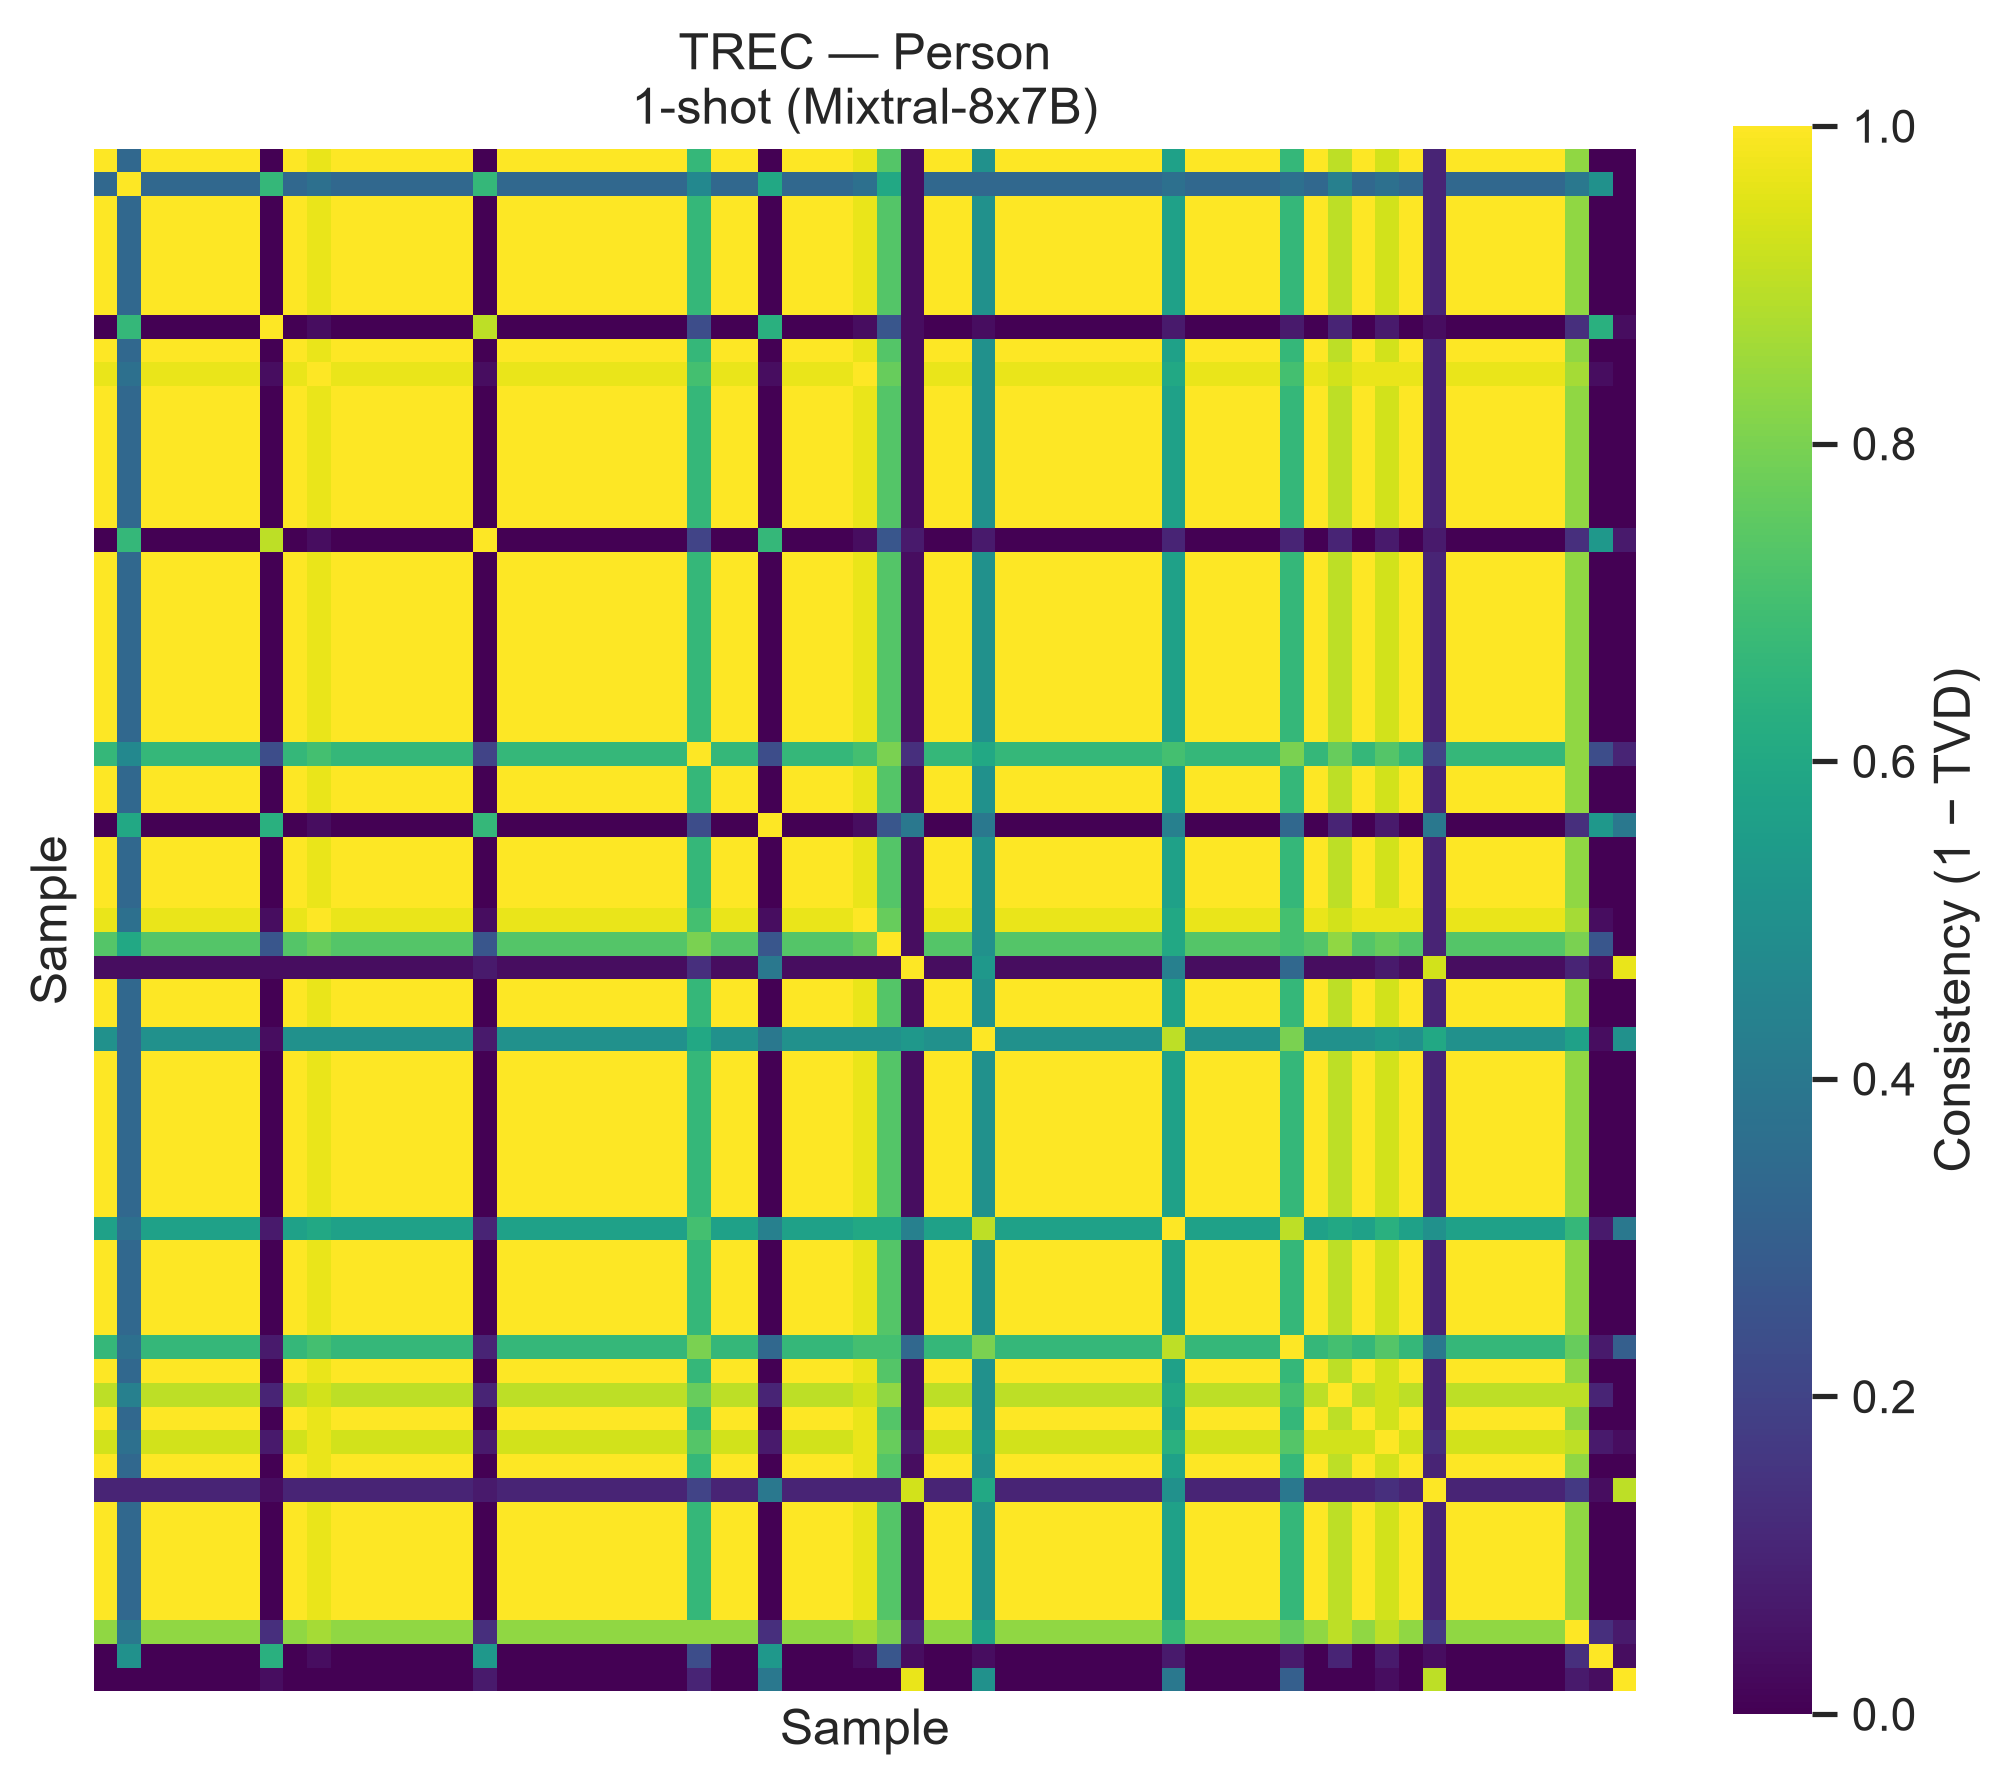 TREC — Person
1-shot (Mixtral-8x7B)
Sample
Sample
1.0
0.8
0.6
0.4
0.2
0.0
Consistency (1 − TVD)